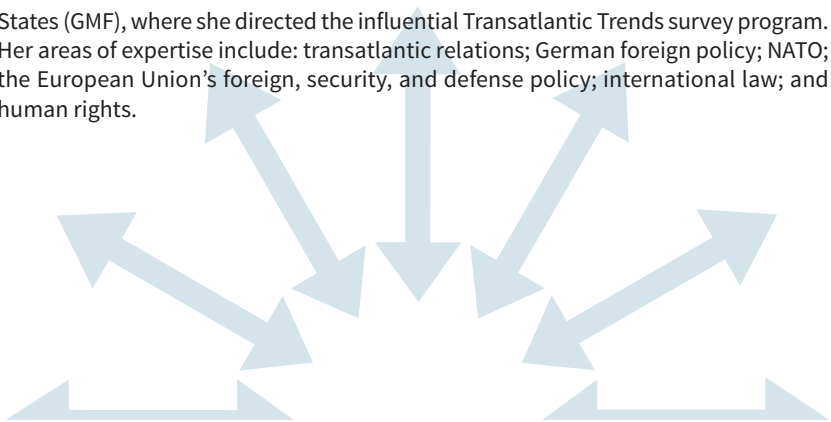 States (GMF), where she directed the influential Transatlantic Trends survey program.
Her areas of expertise include: transatlantic relations; German foreign policy; NATO;
the European Union’s foreign, security, and defense policy; international law; and
human rights.